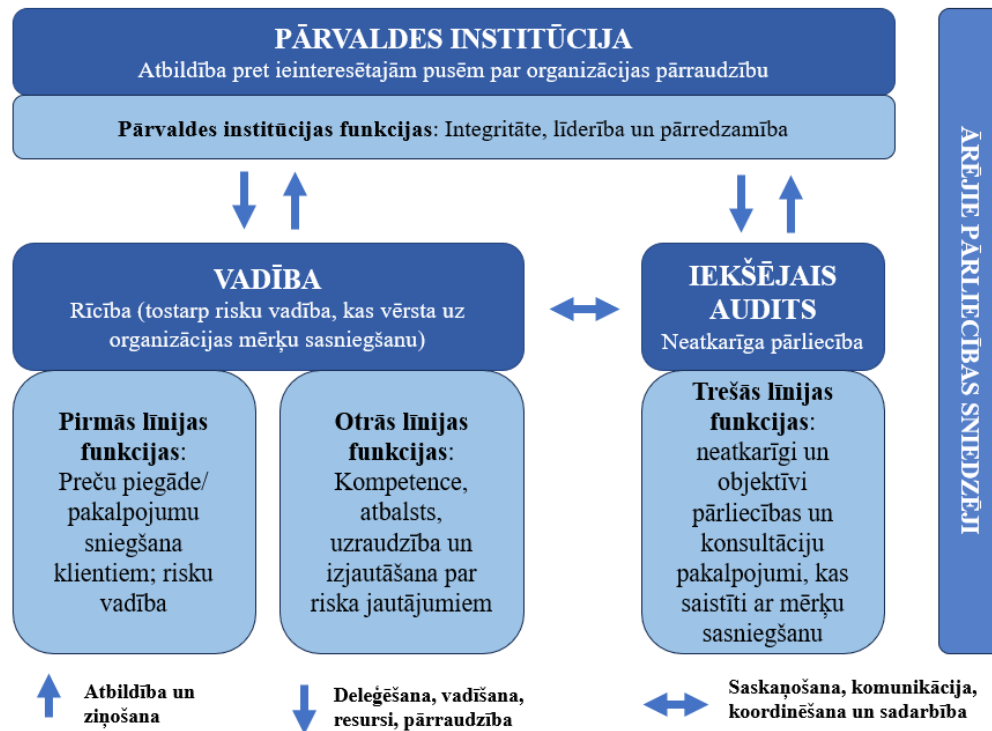 PĀRVALDES INSTITŪCIJA
Atbildība pret ieinteresētajām pusēm par organizācijas pārraudzību
Pārvaldes institūcijas funkcijas: Integritāte, līderība un pārredzamība
VADĪBA
Rīcība (tostarp risku vadība, kas vērsta uz
organizācijas mērķu sasniegšanu)
IEKŠĒJAIS
AUDITS
Neatkarīga pārliecība
Pirmās līnijas
funkcijas:
Preču piegāde/
pakalpojumu
sniegšana
klientiem; risku
vadība
Otrās līnijas
funkcijas:
Kompetence,
atbalsts,
uzraudzība un
izjautāšana par
riska jautājumiem
Trešās līnijas
funkcijas:
neatkarīgi un
objektīvi
pārliecības un
konsultāciju
pakalpojumi, kas
saistīti ar mērķu
sasniegšanu
ĀRĒJIE PĀRLIECĪBAS SNIEDZĒJI
Atbildība un
ziņošana
Deleģēšana, vadīšana,
resursi, pārraudzība
Saskaņošana, komunikācija,
koordinēšana un sadarbība